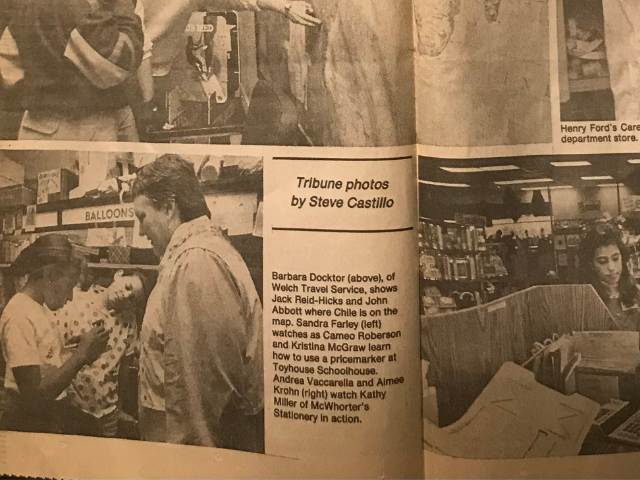 Henry Ford's Care
department store.
Tribune photos
by Steve Castillo
BALLOONS
Barbara Docktor (above), of
Welch Travel Service, shows
Jack Reid-Hicks and John
Abbott where Chile is on the
map. Sandra Farley (left)
watches as Cameo Roberson
and Kristina McGraw learn
how to use a pricemarker at
Toyhouse Schoolhouse.
Andrea Vaccarella and Aimee
Krohn (right) watch Kathy
Miller of McWhorter's
Stationery in action.